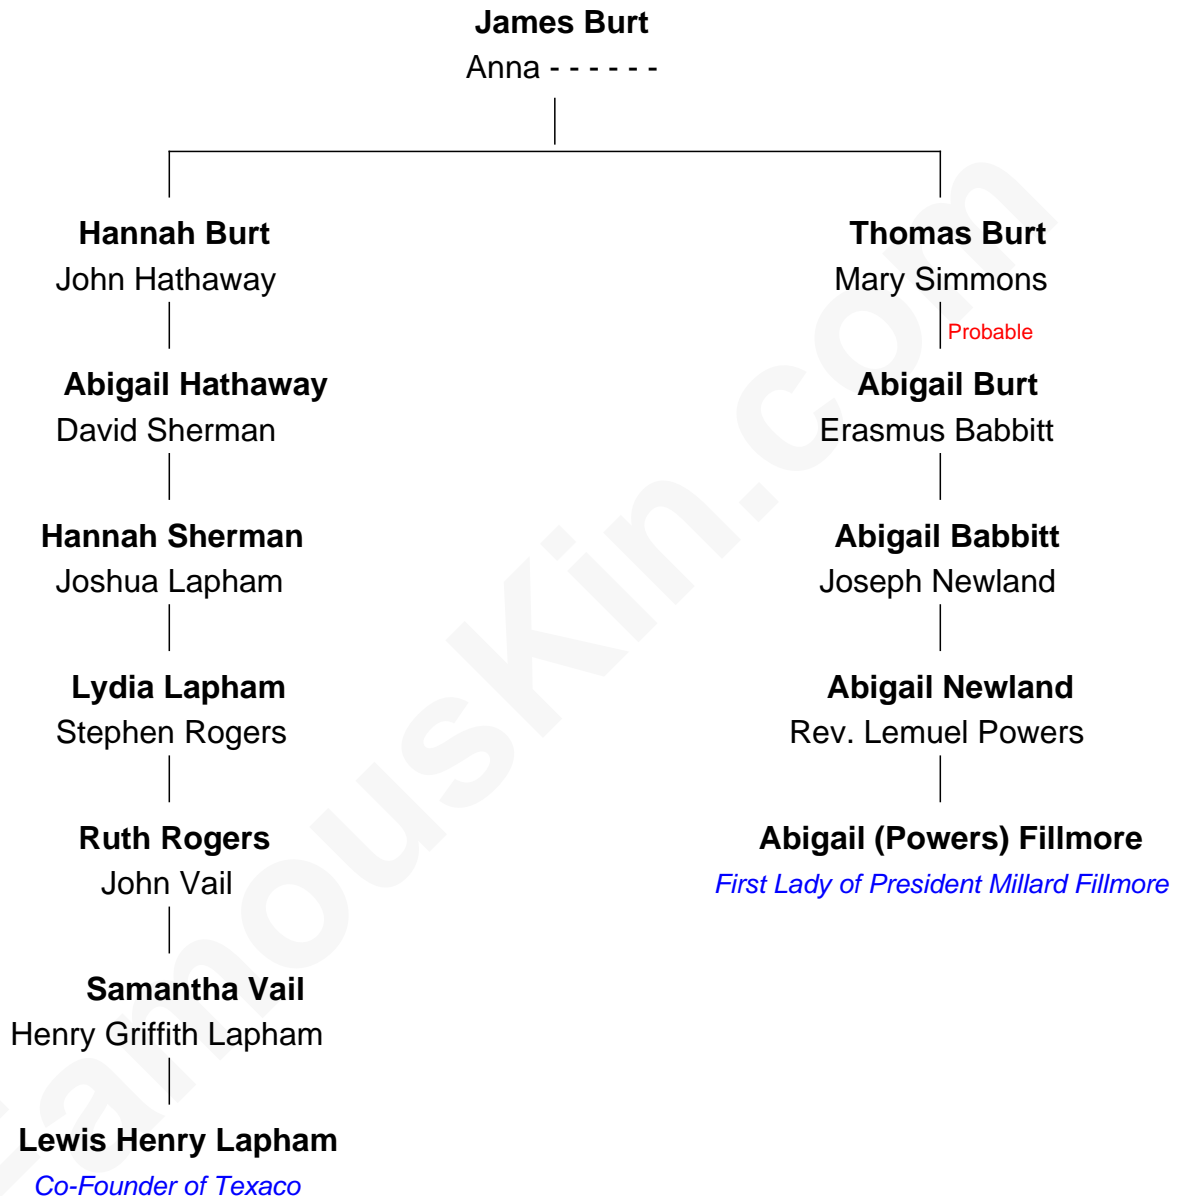 James Burt
Anna - - - - - -
Hannah Burt
John Hathaway
Thomas Burt
Mary Simmons
Probable
Abigail Hathaway
David Sherman
Abigail Burt
Erasmus Babbitt
Hannah Sherman
Joshua Lapham
Abigail Babbitt
Joseph Newland
Lydia Lapham
Stephen Rogers
Abigail Newland
Rev. Lemuel Powers
Ruth Rogers
John Vail
Abigail (Powers) Fillmore
First Lady of President Millard Fillmore
Samantha Vail
Henry Griffith Lapham
Lewis Henry Lapham
Co-Founder of Texaco
FamousKin.com